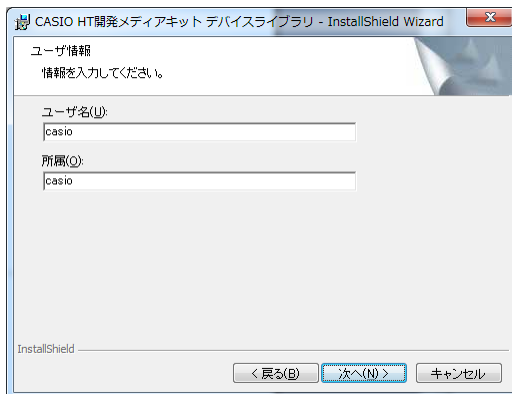 CASIO HT開発メディアキット デバイスライブラリ - InstallShield Wizard
ユーザ情報
情報を入力してください。
ユーザ名(U):
casio
所属(O):
casio
InstallShield
< 戻る(B) 次へ(N) > キャンセル